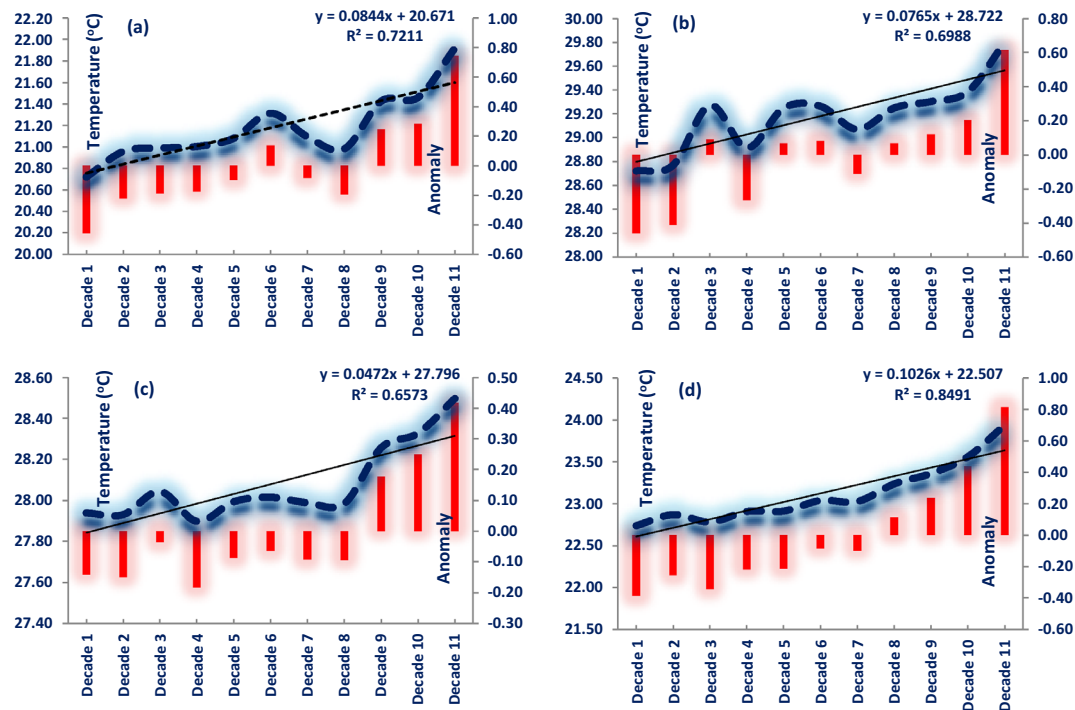 22.20
22.00
21.80
21.60
21.40
21.20
21.00
20.80
20.60
20.40
20.20
20.00
Temperature (°C)
(a)
y = 0.0844x + 20.671
R² = 0.7211
1.00
0.80
0.60
0.40
0.20
0.00
-0.20
-0.40
-0.60
Anomaly
Decade 1
Decade 2
Decade 3
Decade 4
Decade 5
Decade 6
Decade 7
Decade 8
Decade 9
Decade 10
Decade 11
30.00
29.80
29.60
29.40
29.20
29.00
28.80
28.60
28.40
28.20
28.00
Temperature (°C)
(b)
y = 0.0765x + 28.722
R² = 0.6988
0.80
0.60
0.40
0.20
0.00
-0.20
-0.40
-0.60
Anomaly
Decade 1
Decade 2
Decade 3
Decade 4
Decade 5
Decade 6
Decade 7
Decade 8
Decade 9
Decade 10
Decade 11
28.60
28.40
28.20
28.00
27.80
27.60
27.40
Temperature (°C)
(c)
y = 0.0472x + 27.796
R² = 0.6573
0.50
0.40
0.30
0.20
0.10
0.00
-0.10
-0.20
-0.30
Anomaly
Decade 1
Decade 2
Decade 3
Decade 4
Decade 5
Decade 6
Decade 7
Decade 8
Decade 9
Decade 10
Decade 11
24.50
24.00
23.50
23.00
22.50
22.00
21.50
Temperature (°C)
(d)
y = 0.1026x + 22.507
R² = 0.8491
1.00
0.80
0.60
0.40
0.20
0.00
-0.20
-0.40
-0.60
Anomaly
Decade 1
Decade 2
Decade 3
Decade 4
Decade 5
Decade 6
Decade 7
Decade 8
Decade 9
Decade 10
Decade 11